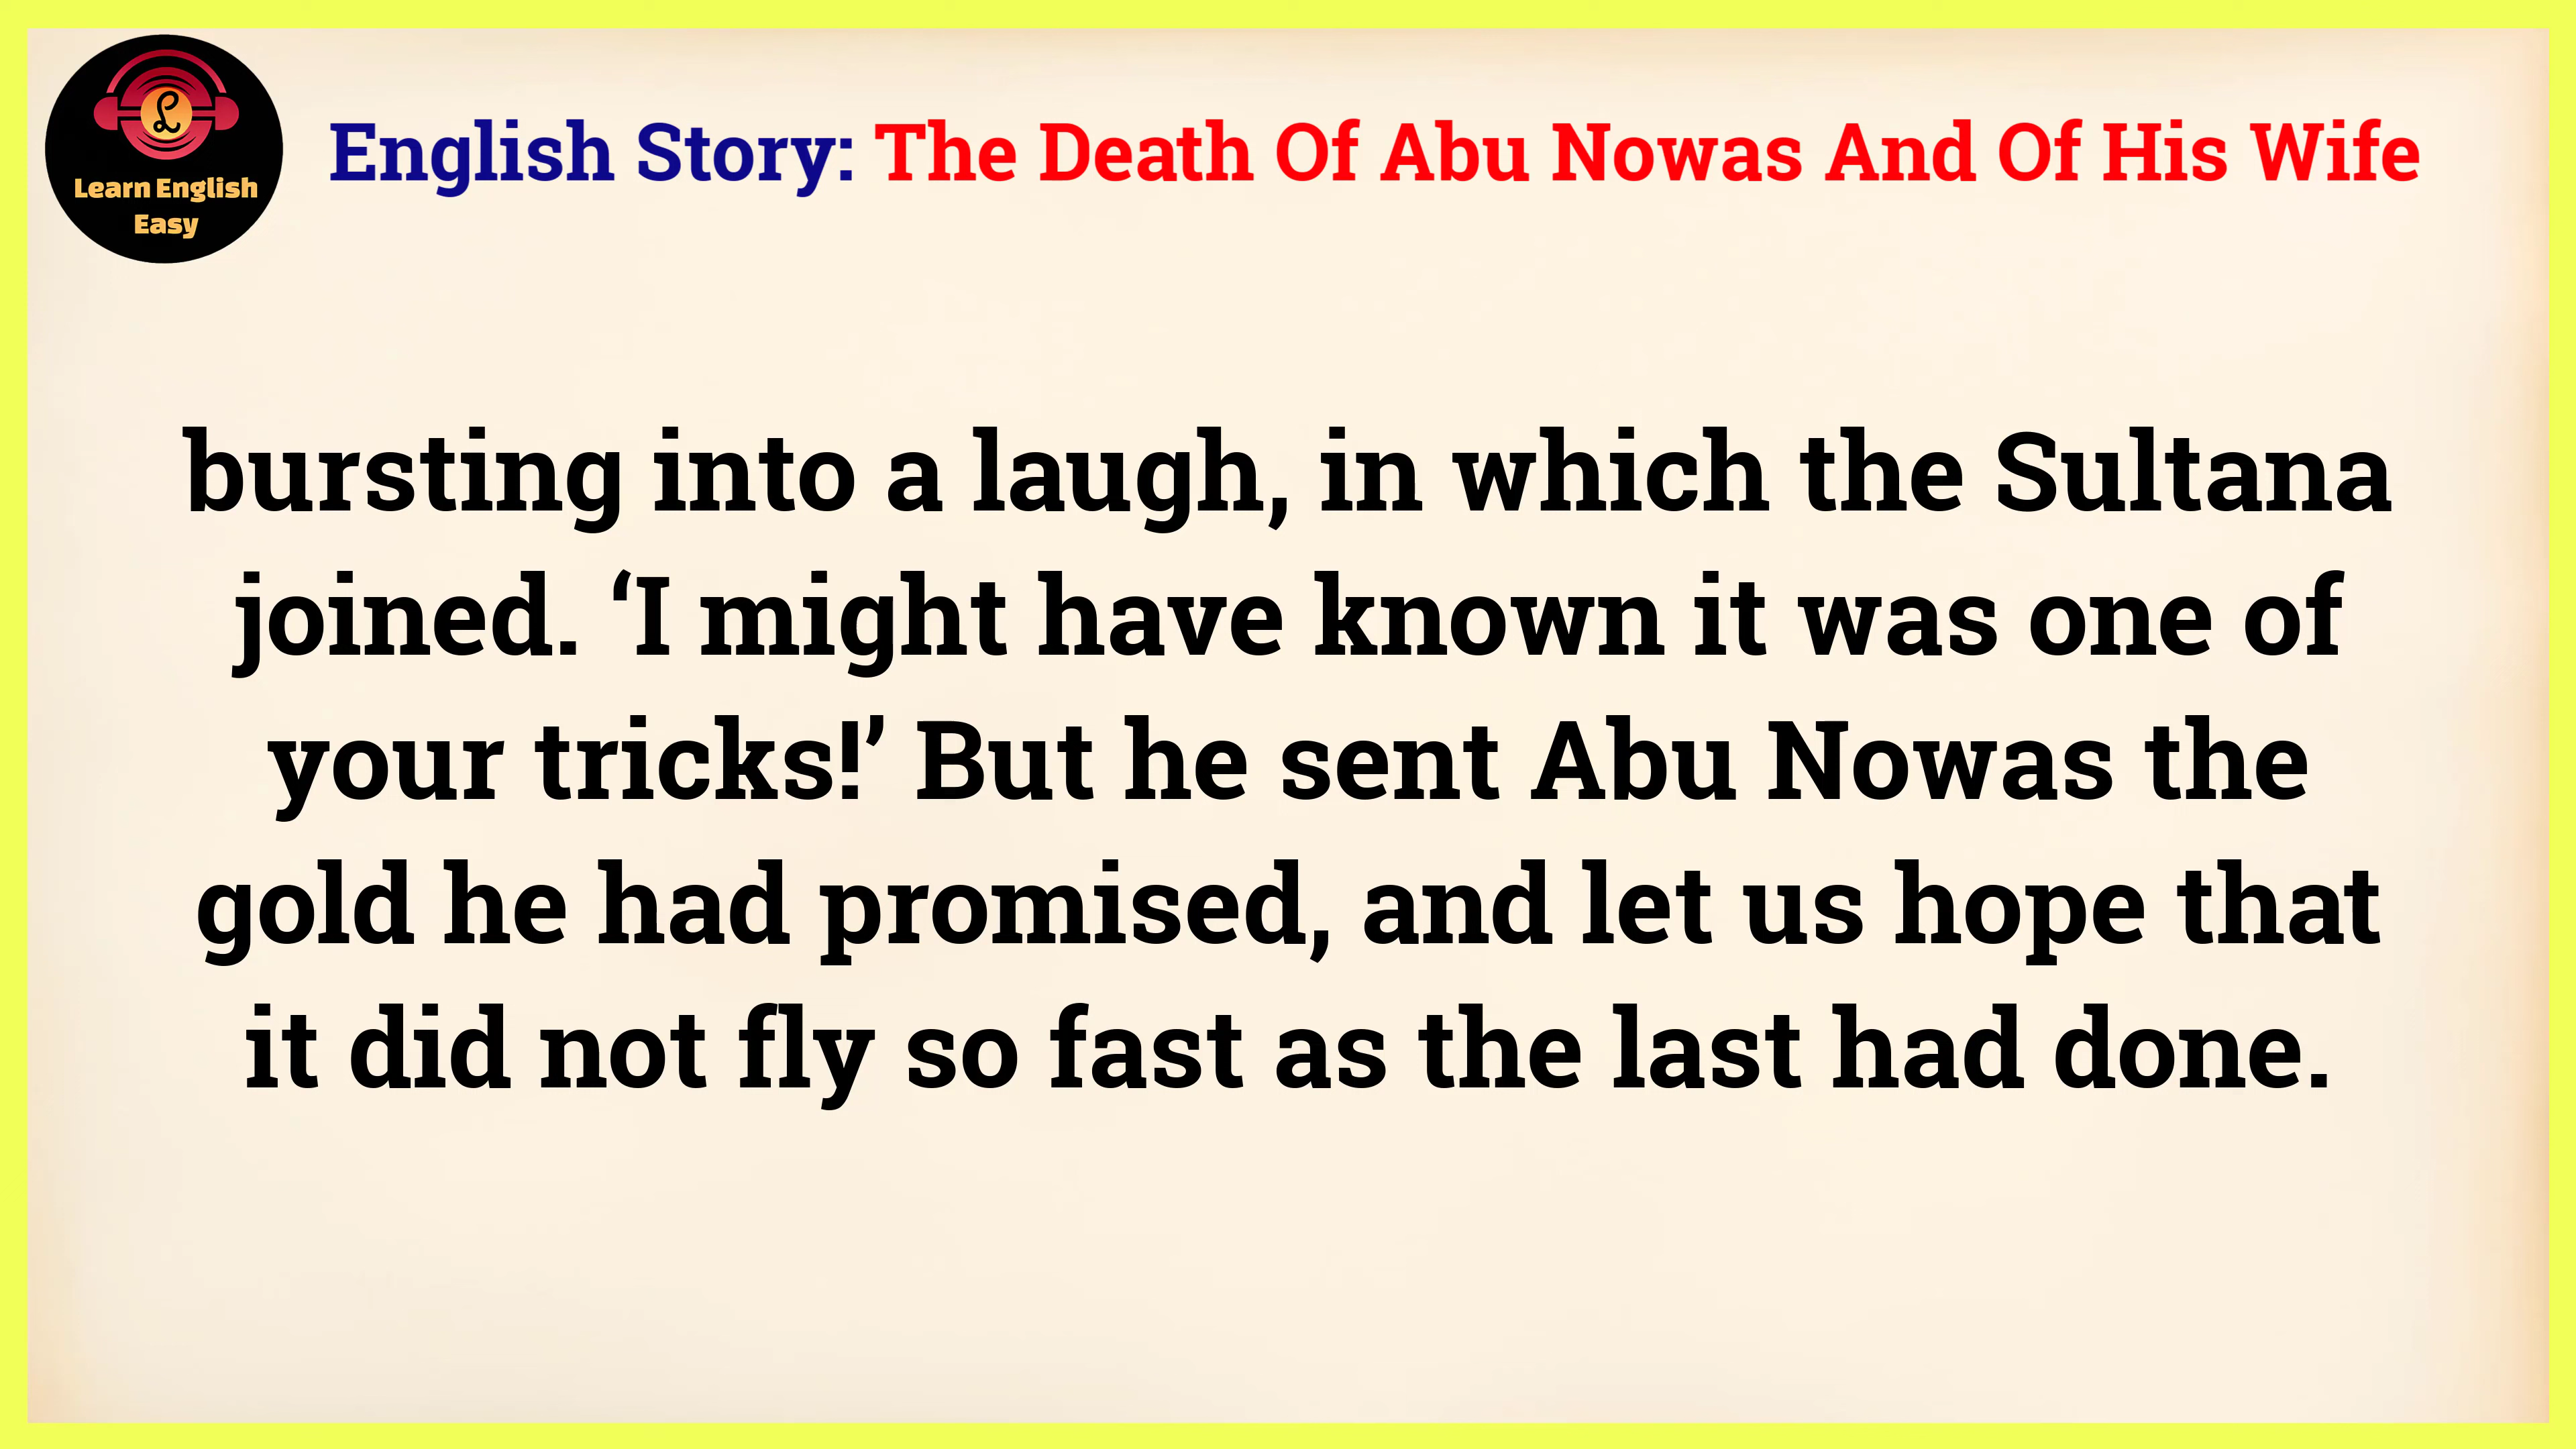 Learn English
Easy
English Story: The Death Of Abu Nowas And Of His Wife
bursting into a laugh, in which the Sultana
joined. ‘I might have known it was one of
your tricks!’ But he sent Abu Nowas the
gold he had promised, and let us hope that
it did not fly so fast as the last had done.